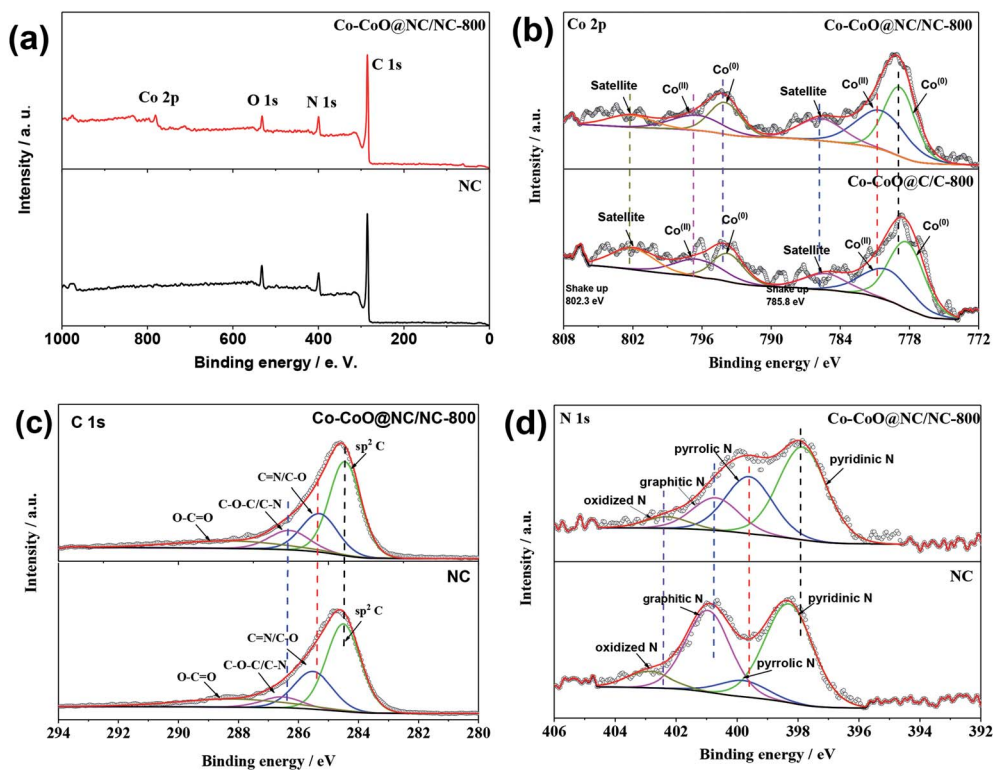 (a)
Co-CoO@NC/NC-800
C 1s
Co 2p
O 1s
N 1s
NC
Intensity / a. u.
1000 800 600 400 200 0
Binding energy / e. V.
(b)
Co 2p
Co-CoO@NC/NC-800
Satellite
Co(II)
Co(0)
Satellite
Co(II)
Co(0)
Co-CoO@C/C-800
Satellite
Co(II)
Co(0)
Satellite
Co(II)
Co(0)
Shake up
802.3 eV
Shake up
785.8 eV
Intensity / a.u.
808 802 796 790 784 778 772
Binding energy / eV
(c)
C 1s
Co-CoO@NC/NC-800
sp2 C
C=N/C-O
C-O-C/C-N
O-C=O
NC
sp2 C
C=N/C-O
C-O-C/C-N
O-C=O
Intensity / a.u.
294 292 290 288 286 284 282 280
Binding energy / eV
(d)
N 1s
Co-CoO@NC/NC-800
pyrrolic N
pyridinic N
graphitic N
oxidized N
NC
graphitic N
pyridinic N
oxidized N
pyrrolic N
Intensity / a.u.
406 404 402 400 398 396 394 392
Binding energy / eV